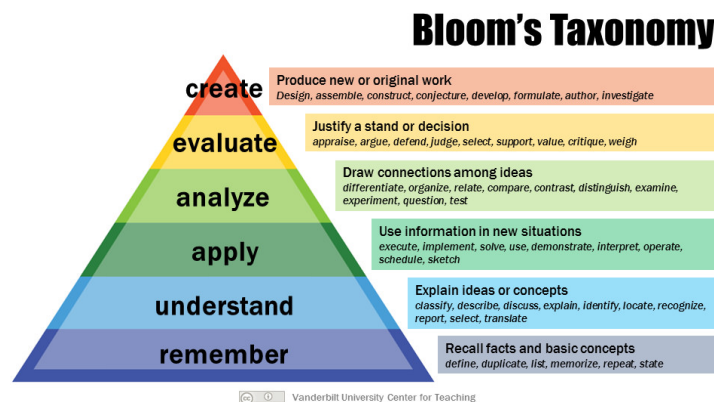 Bloom's Taxonomy
create
Produce new or original work
Design, assemble, construct, conjecture, develop, formulate, author, investigate
evaluate
Justify a stand or decision
appraise, argue, defend, judge, select, support, value, critique, weigh
analyze
Draw connections among ideas
differentiate, organize, relate, compare, contrast, distinguish, examine,
experiment, question, test
apply
Use information in new situations
execute, implement, solve, use, demonstrate, interpret, operate,
schedule, sketch
understand
Explain ideas or concepts
classify, describe, discuss, explain, identify, locate, recognize,
report, select, translate
remember
Recall facts and basic concepts
define, duplicate, list, memorize, repeat, state
cc Vanderbilt University Center for Teaching